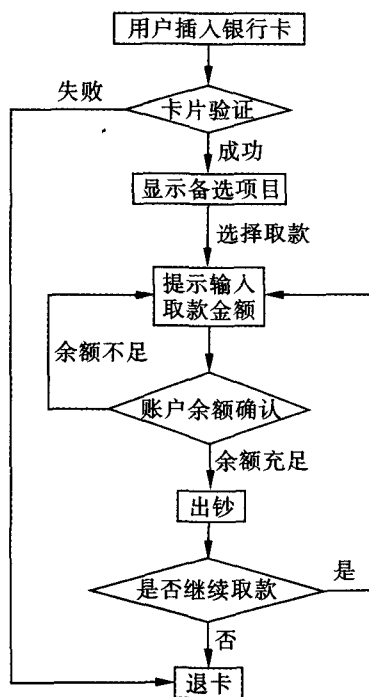 用户插入银行卡
失败
卡片验证
成功
显示备选项目
选择取款
提示输入
取款金额
余额不足
账户余额确认
余额充足
出钞
是否继续取款
是
否
退卡